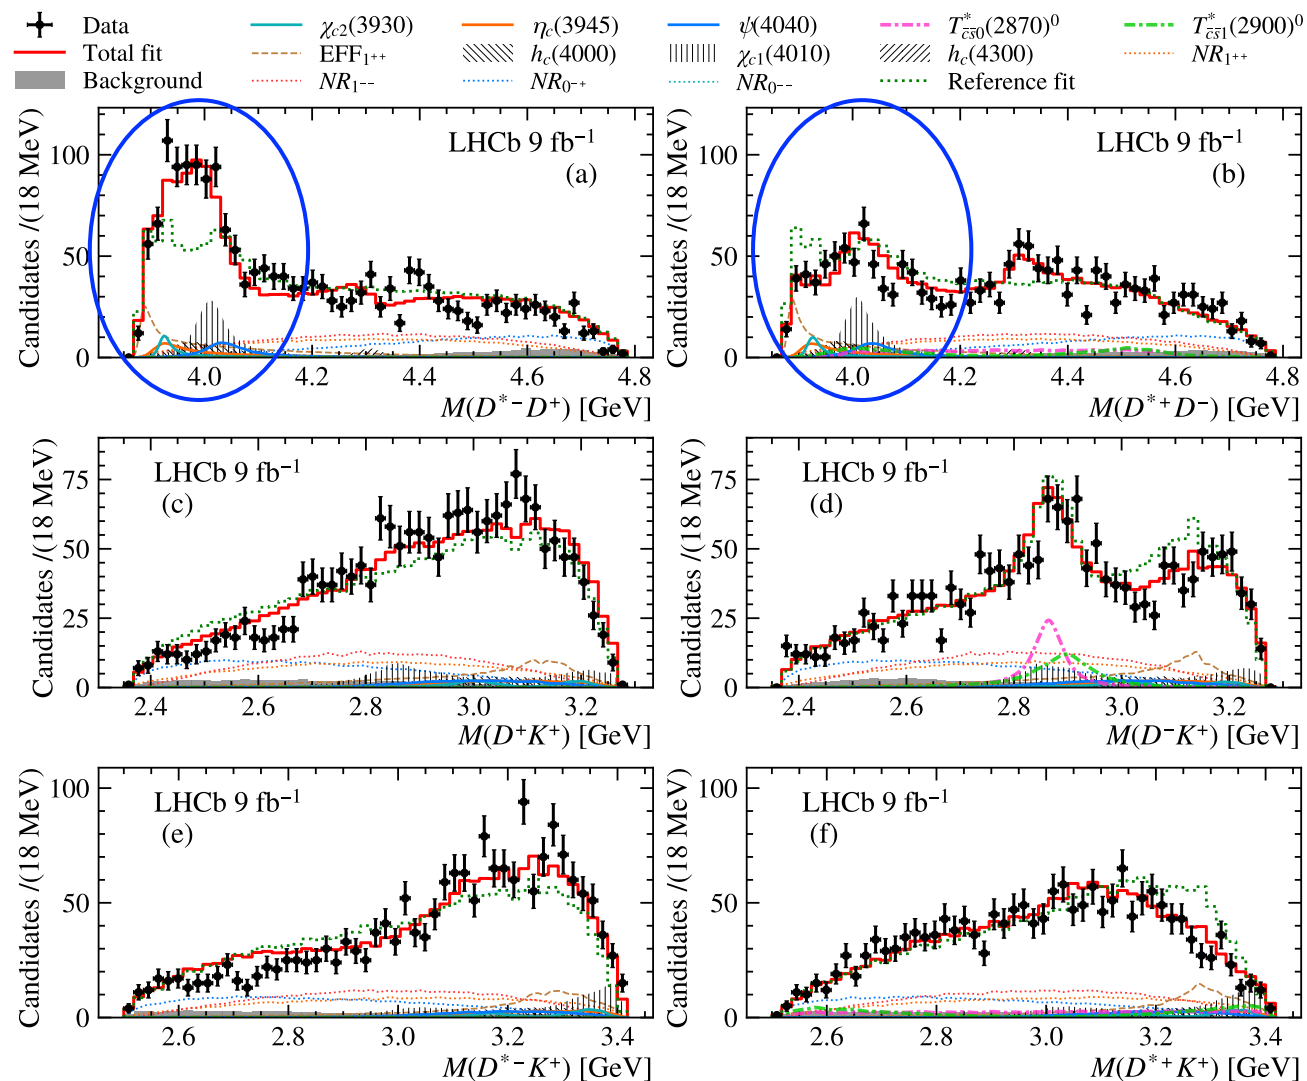 Data χc2(3930) ηc(3945) ψ(4040) T*c̄s̄0(2870)⁰ T*c̄s̄1(2900)⁰
Total fit EFF1++ hc(4000) χc1(4010) hc(4300) NR1++
Background NR1−− NR0−+ NR0−− Reference fit
LHCb 9 fb⁻¹
(a)
Candidates /(18 MeV)
100
50
0
4.0 4.2 4.4 4.6 4.8
M(D*−D+) [GeV]
LHCb 9 fb⁻¹
(b)
Candidates /(18 MeV)
100
50
0
4.0 4.2 4.4 4.6 4.8
M(D*+D−) [GeV]
LHCb 9 fb⁻¹
(c)
Candidates /(18 MeV)
75
50
25
0
2.4 2.6 2.8 3.0 3.2
M(D+K+) [GeV]
LHCb 9 fb⁻¹
(d)
Candidates /(18 MeV)
75
50
25
0
2.4 2.6 2.8 3.0 3.2
M(D−K+) [GeV]
LHCb 9 fb⁻¹
(e)
Candidates /(18 MeV)
100
50
0
2.6 2.8 3.0 3.2 3.4
M(D*−K+) [GeV]
LHCb 9 fb⁻¹
(f)
Candidates /(18 MeV)
100
50
0
2.6 2.8 3.0 3.2 3.4
M(D*+K+) [GeV]